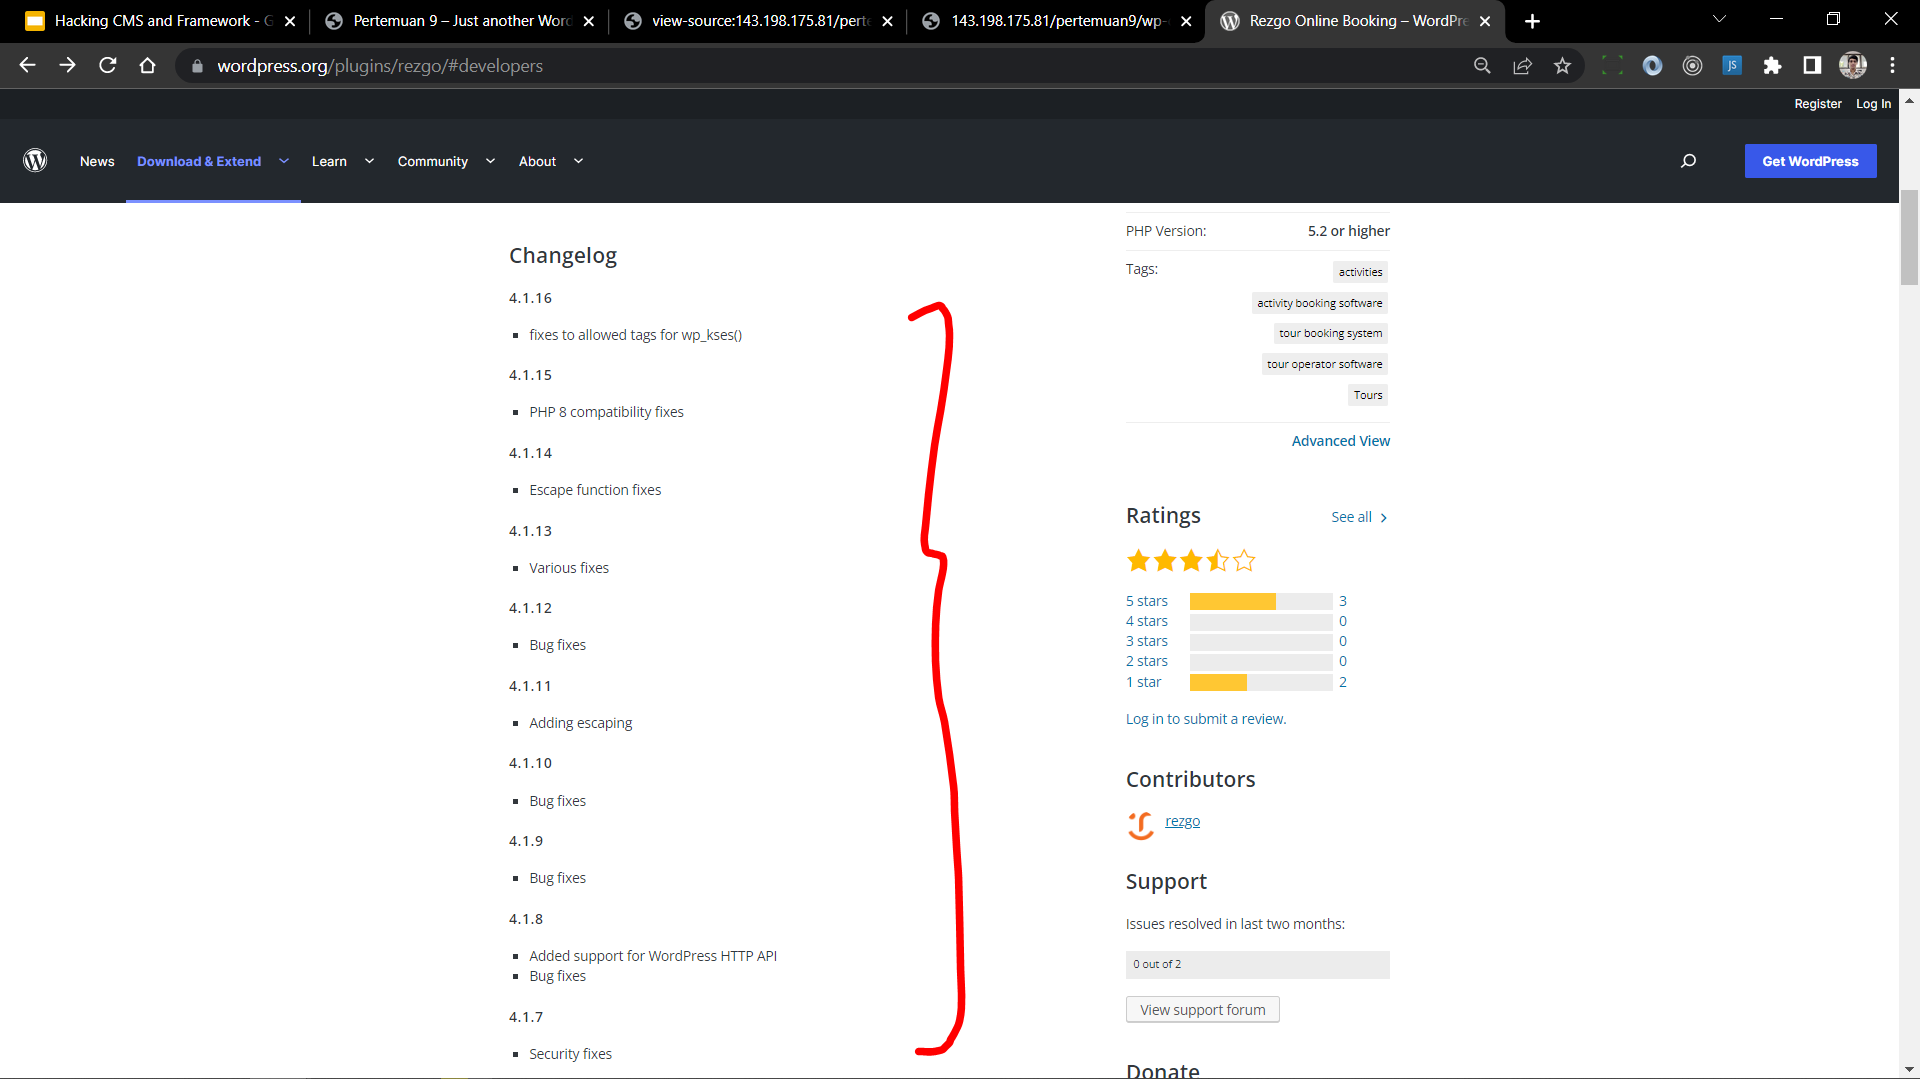 Hacking CMS and Framework - G
Pertemuan 9 – Just another Word
view-source:143.198.175.81/perte
143.198.175.81/pertemuan9/wp-
Rezgo Online Booking – WordPre
wordpress.org/plugins/rezgo/#developers
JS
Register Log In
News Download & Extend Learn Community About
Get WordPress
Changelog
4.1.16
fixes to allowed tags for wp_kses()
4.1.15
PHP 8 compatibility fixes
4.1.14
Escape function fixes
4.1.13
Various fixes
4.1.12
Bug fixes
4.1.11
Adding escaping
4.1.10
Bug fixes
4.1.9
Bug fixes
4.1.8
Added support for WordPress HTTP API
Bug fixes
4.1.7
Security fixes
PHP Version: 5.2 or higher
Tags: activities
activity booking software
tour booking system
tour operator software
Tours
Advanced View
Ratings See all
5 stars 3
4 stars 0
3 stars 0
2 stars 0
1 star 2
Log in to submit a review.
Contributors
rezgo
Support
Issues resolved in last two months:
0 out of 2
View support forum
Donate